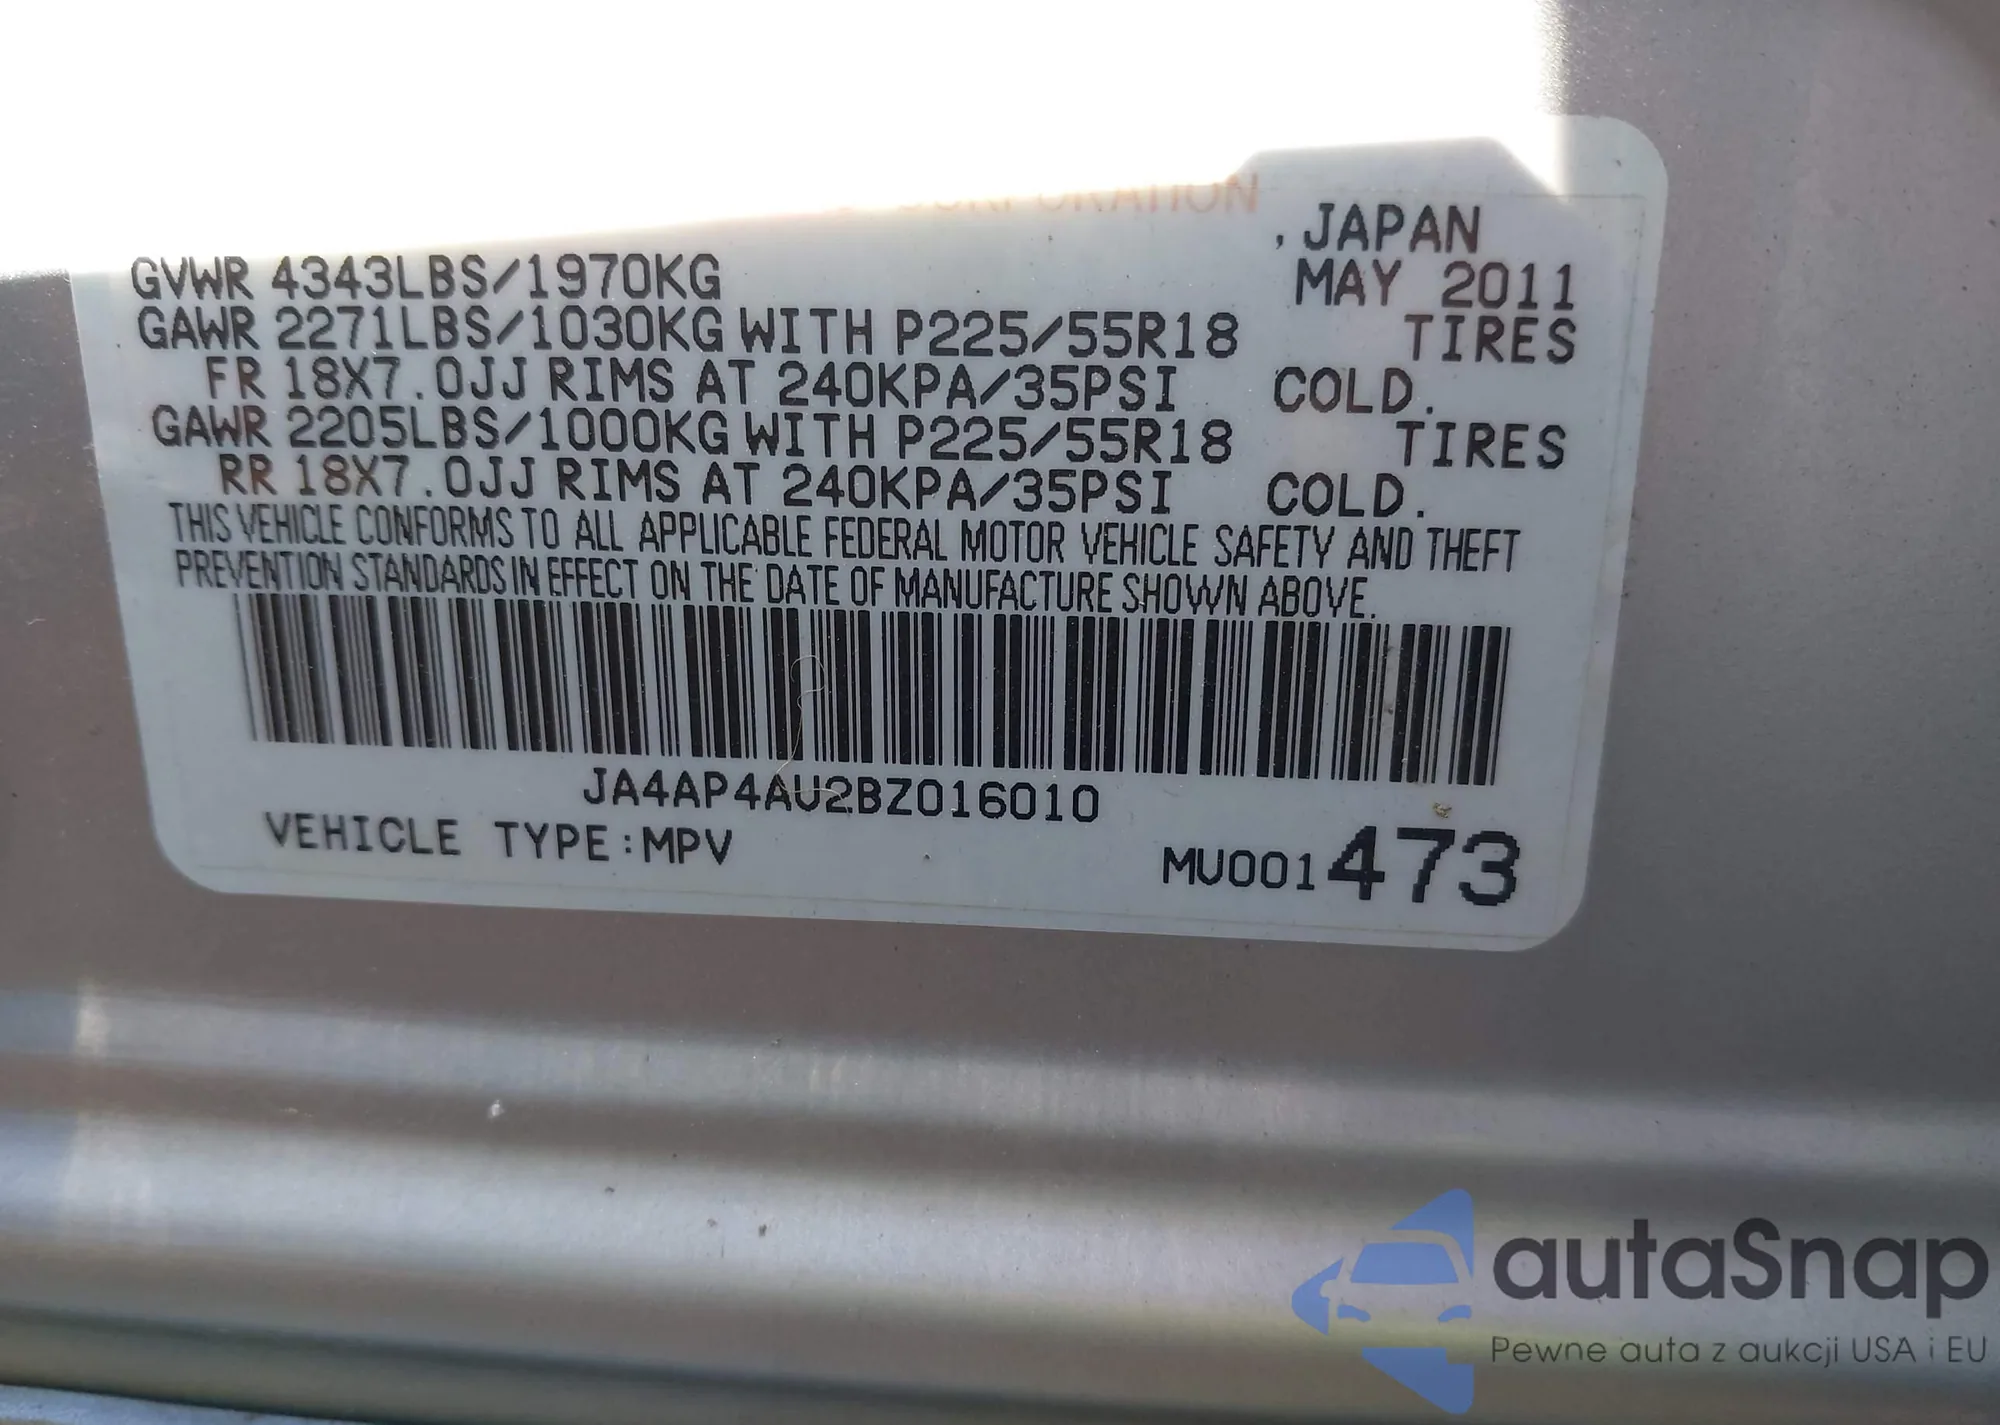 CORPORATION
, JAPAN
GVWR 4343LBS/1970KG MAY 2011
GAWR 2271LBS/1030KG WITH P225/55R18 TIRES
FR 18X7.0JJ RIMS AT 240KPA/35PSI COLD.
GAWR 2205LBS/1000KG WITH P225/55R18 TIRES
RR 18X7.0JJ RIMS AT 240KPA/35PSI COLD.
THIS VEHICLE CONFORMS TO ALL APPLICABLE FEDERAL MOTOR VEHICLE SAFETY AND THEFT
PREVENTION STANDARDS IN EFFECT ON THE DATE OF MANUFACTURE SHOWN ABOVE.
JA4AP4AU2BZ016010
VEHICLE TYPE:MPV
MU001473
autaSnap
Pewne auta z aukcji USA i EU